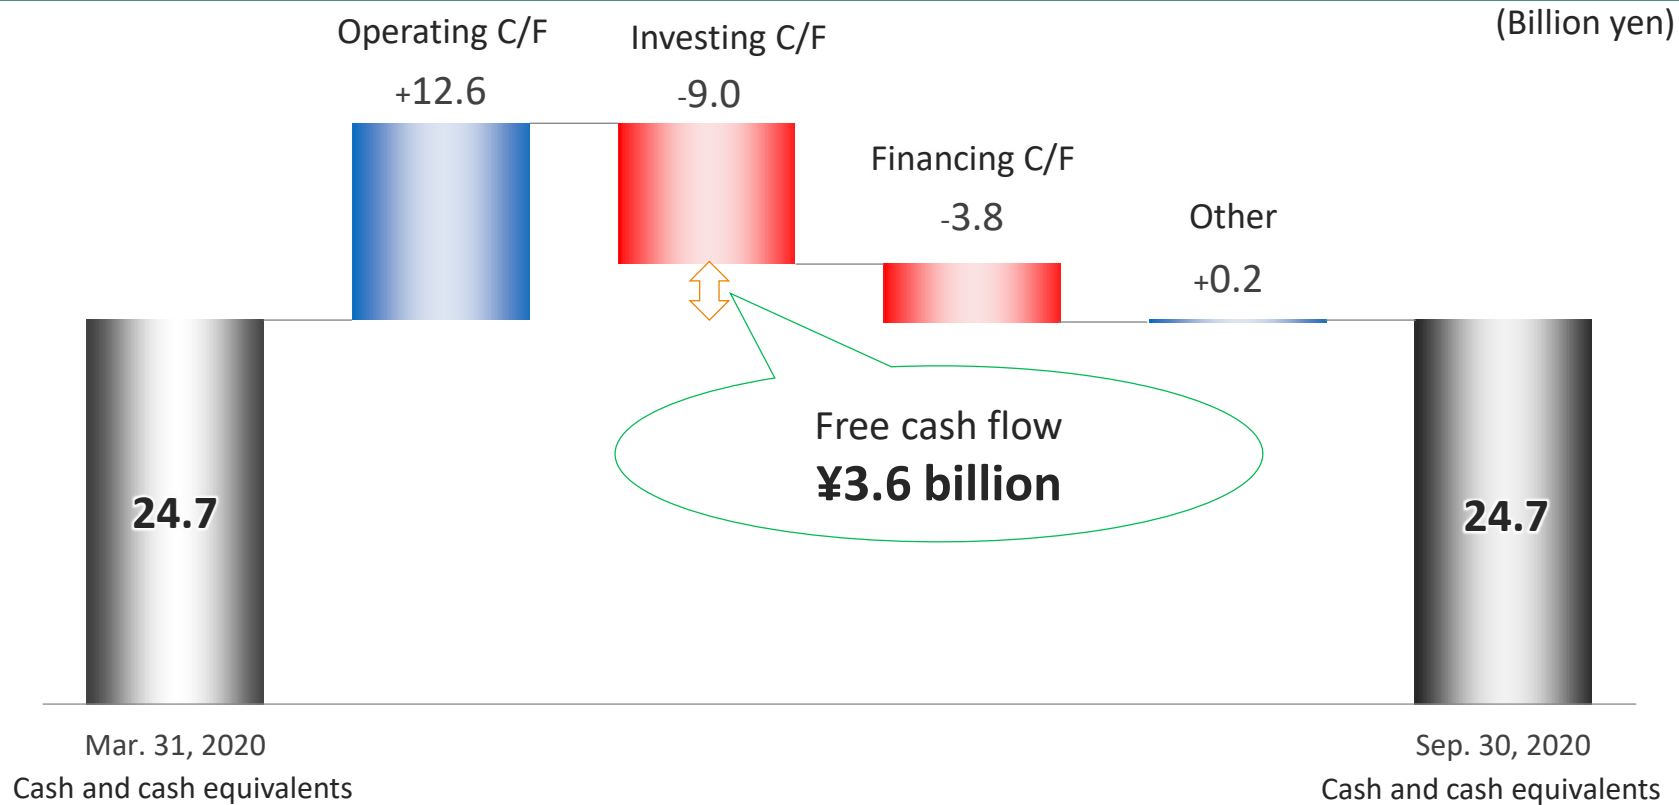 (Billion yen)
Operating C/F
+12.6
Investing C/F
-9.0
Financing C/F
-3.8
Other
+0.2
Free cash flow
¥3.6 billion
24.7
24.7
Mar. 31, 2020
Cash and cash equivalents
Sep. 30, 2020
Cash and cash equivalents